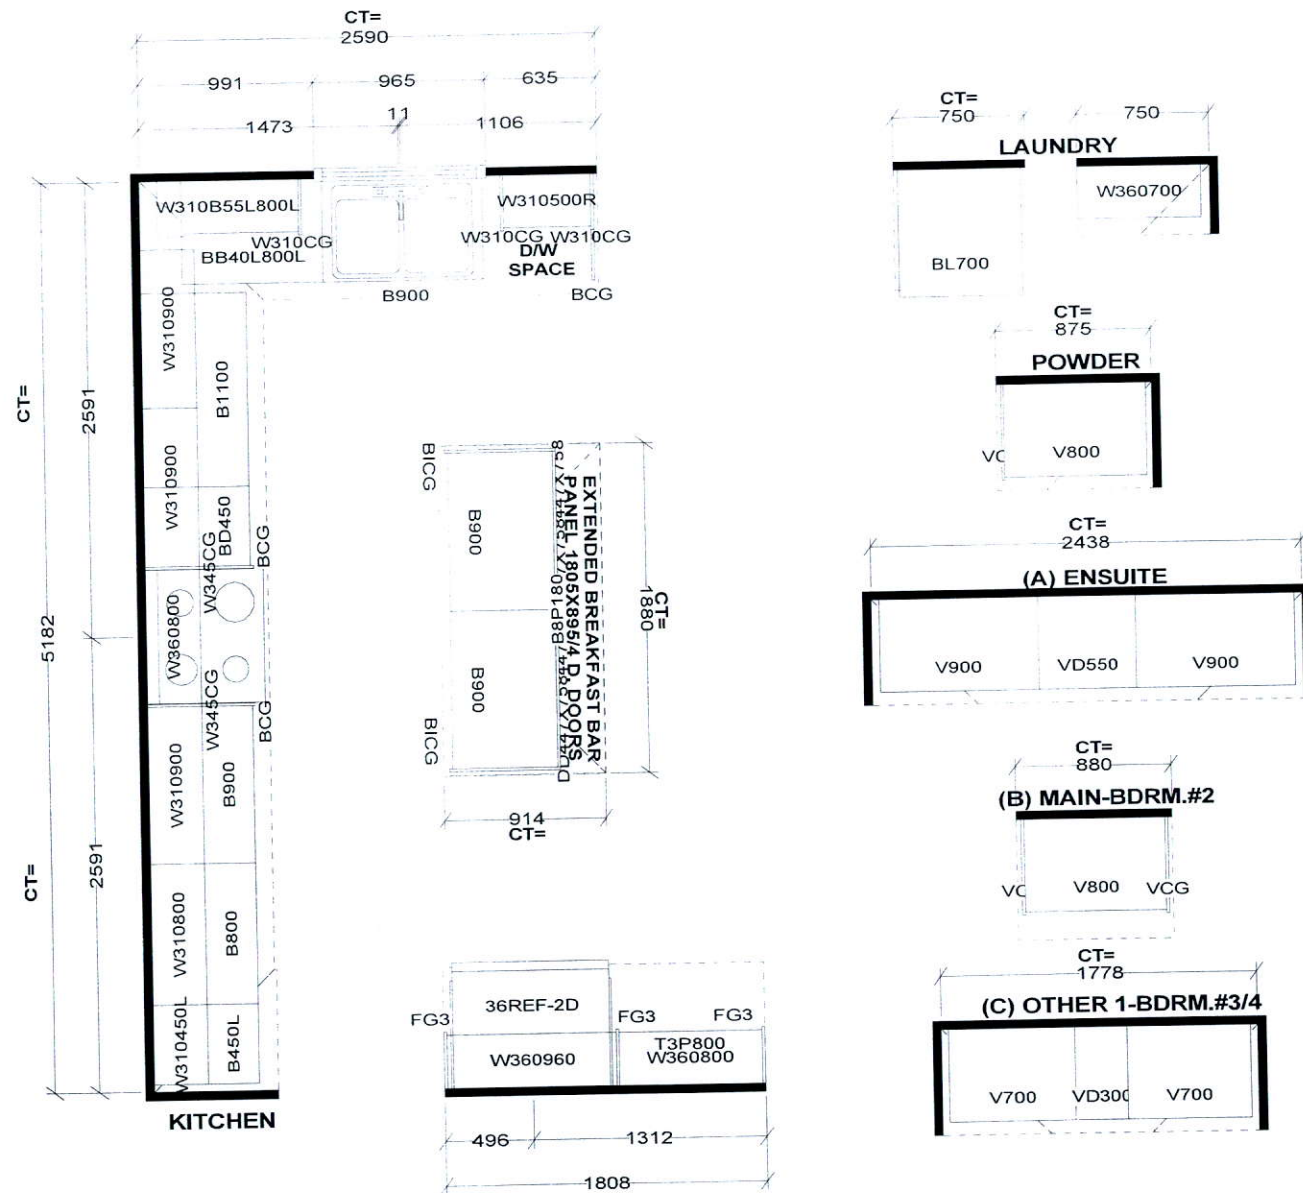 CT=
2590
991
965
635
11
1473
1106
W310B55L800L
W310500R
W310CG
W310CG W310CG
BB40L800L
D/W
SPACE
B900
BCG
CT=
2591
5182
2591
CT=
W310900
B1100
W310900
BD450
W345CG
BCG
W360800
W345CG
BCG
W310900
B900
W310800
B800
W310450L
B450L
KITCHEN
BICG
B900
B900
BICG
EXTENDED BREAKFAST BAR
PANEL 1805X895/4 D. DOORS
CT=
1880
914
CT=
36REF-2D
FG3
FG3
FG3
T3P800
W360960
W360800
496
1312
1808
CT=
750
750
LAUNDRY
W360700
BL700
CT=
875
POWDER
VC
V800
CT=
2438
(A) ENSUITE
V900
VD550
V900
CT=
880
(B) MAIN-BDRM.#2
VC
V800
VCG
CT=
1778
(C) OTHER 1-BDRM.#3/4
V700
VD300
V700